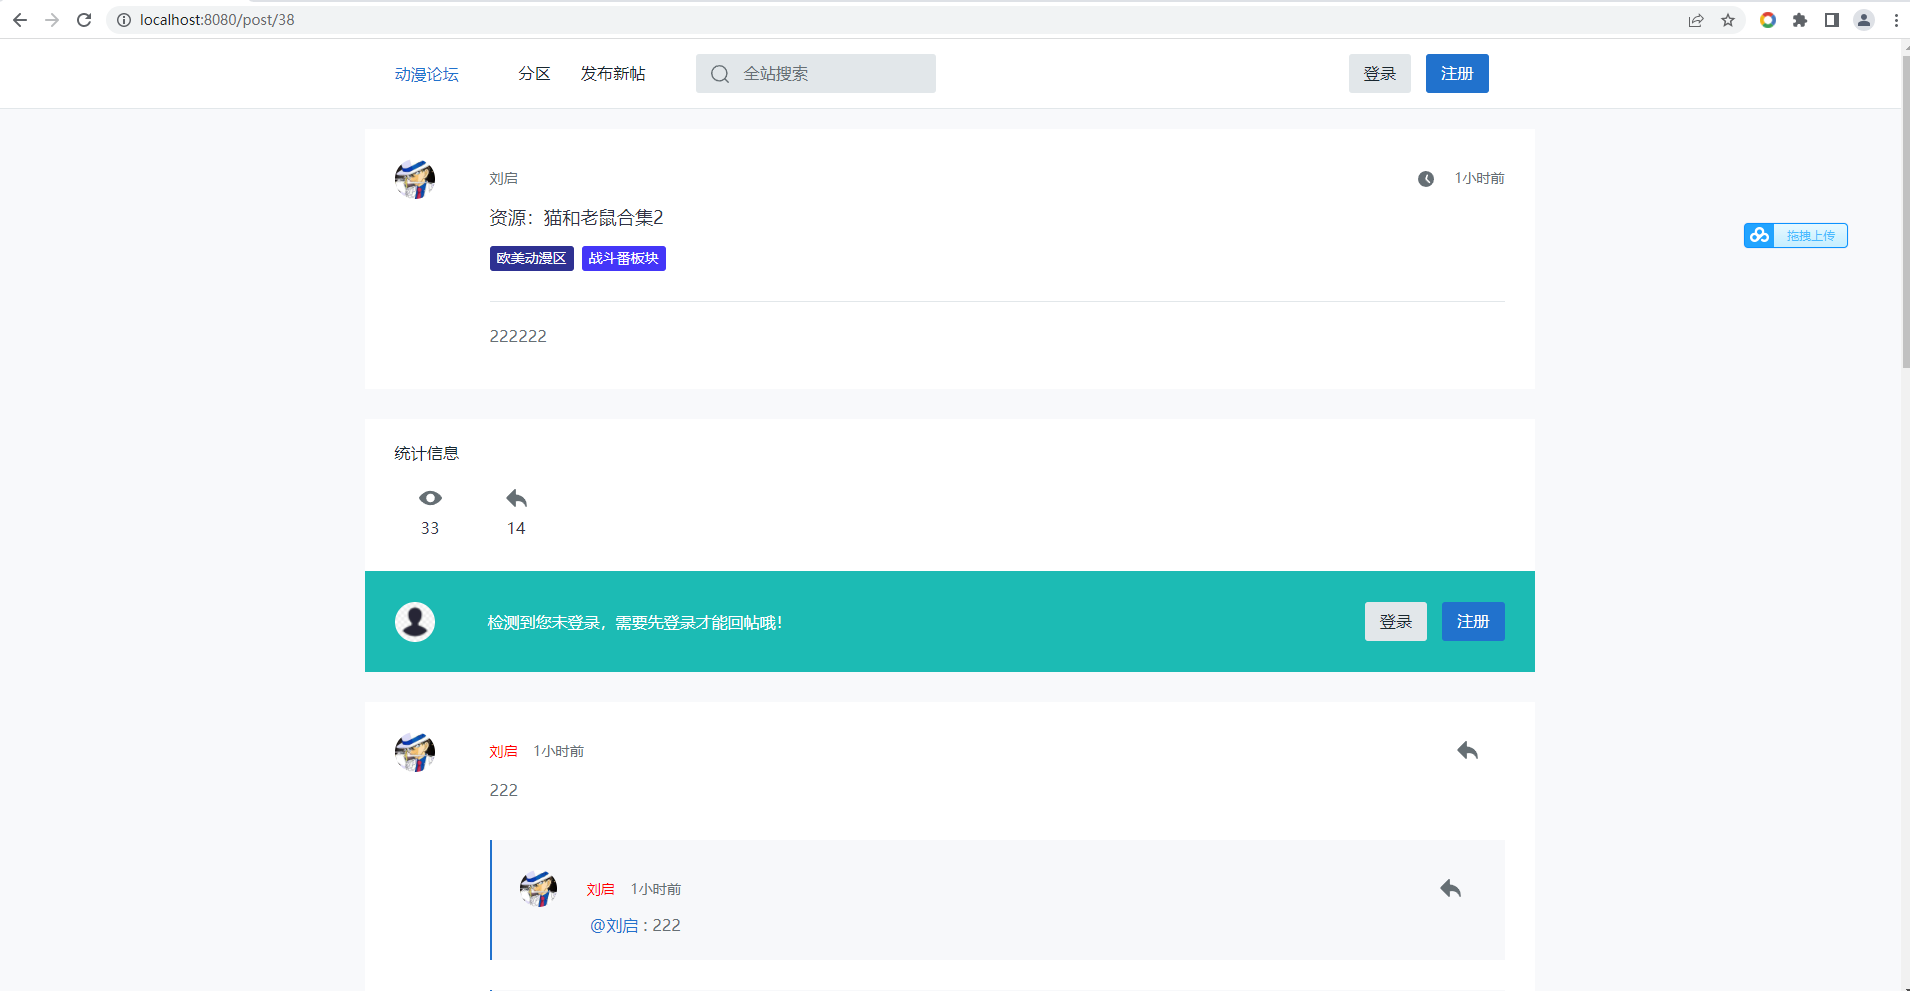 localhost:8080/post/38
动漫论坛 分区 发布新帖 全站搜索 登录 注册
刘启 1小时前
资源：猫和老鼠合集2
欧美动漫区 战斗番板块
拖拽上传
222222
统计信息
33 14
检测到您未登录，需要先登录才能回帖哦！ 登录 注册
刘启 1小时前
222
刘启 1小时前
@刘启 : 222